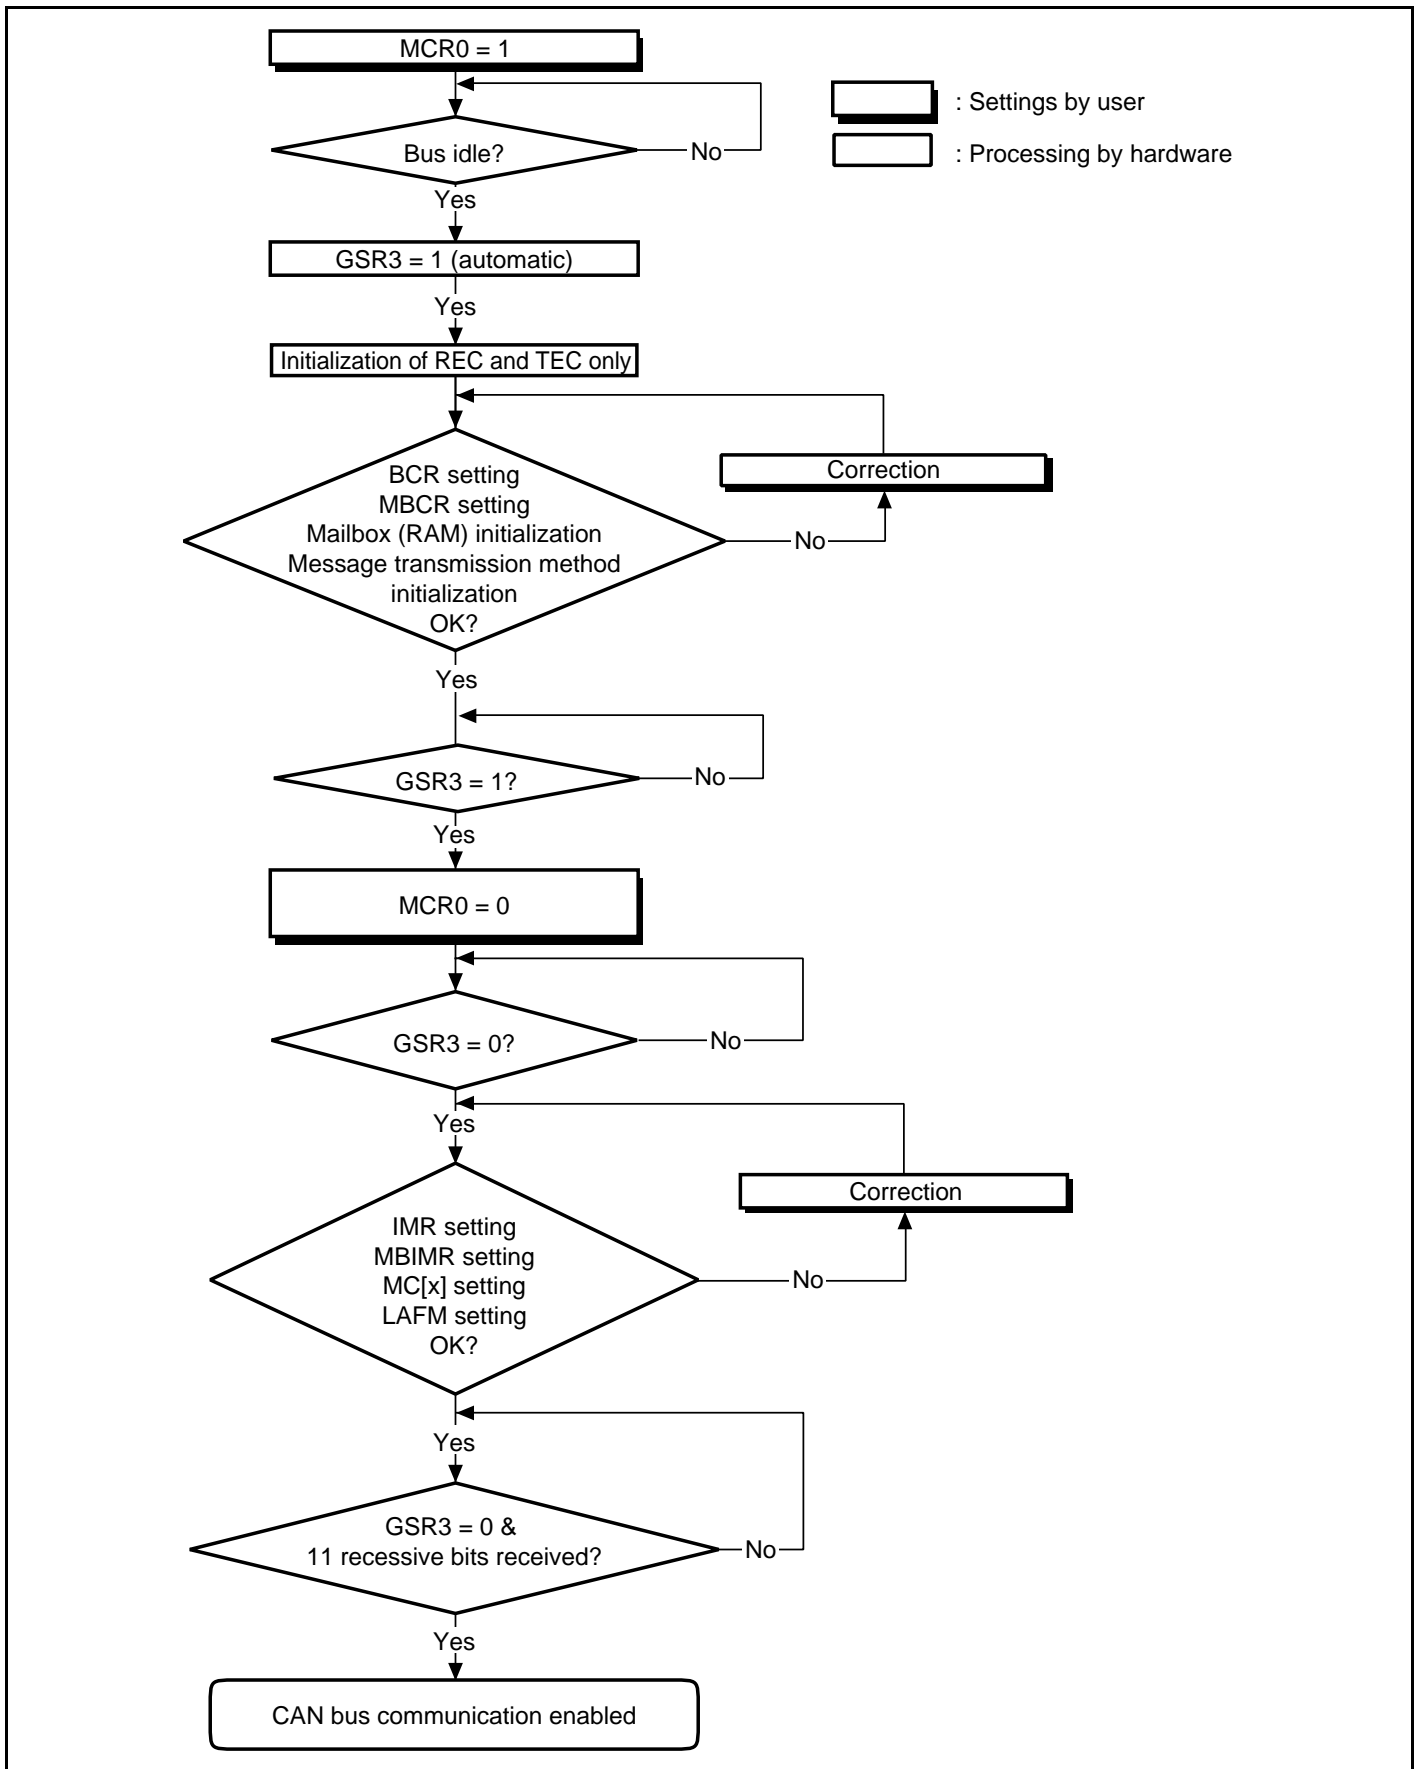 MCR0 = 1
: Settings by user
Bus idle?
No
: Processing by hardware
Yes
GSR3 = 1 (automatic)
Yes
Initialization of REC and TEC only
BCR setting
MBCR setting
Mailbox (RAM) initialization
Message transmission method
initialization
OK?
Correction
No
Yes
GSR3 = 1?
No
Yes
MCR0 = 0
GSR3 = 0?
No
Yes
IMR setting
MBIMR setting
MC[x] setting
LAFM setting
OK?
Correction
No
Yes
GSR3 = 0 &
11 recessive bits received?
No
Yes
CAN bus communication enabled